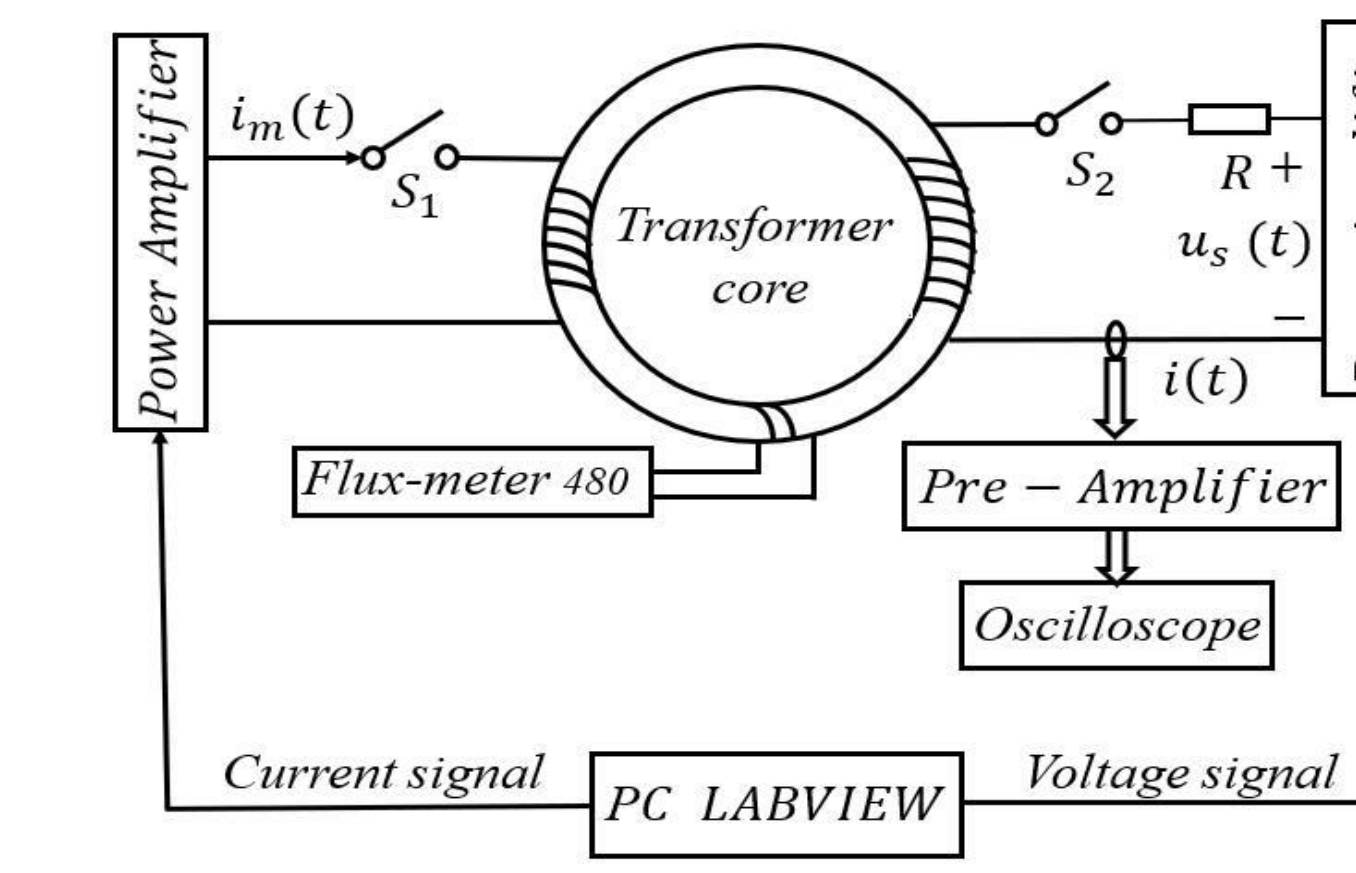 Power Amplifier
i_m(t)
S_1
Transformer
core
S_2
R +
u_s (t)
−
i(t)
Flux-meter 480
Pre − Amplifier
Oscilloscope
Current signal
PC LABVIEW
Voltage signal